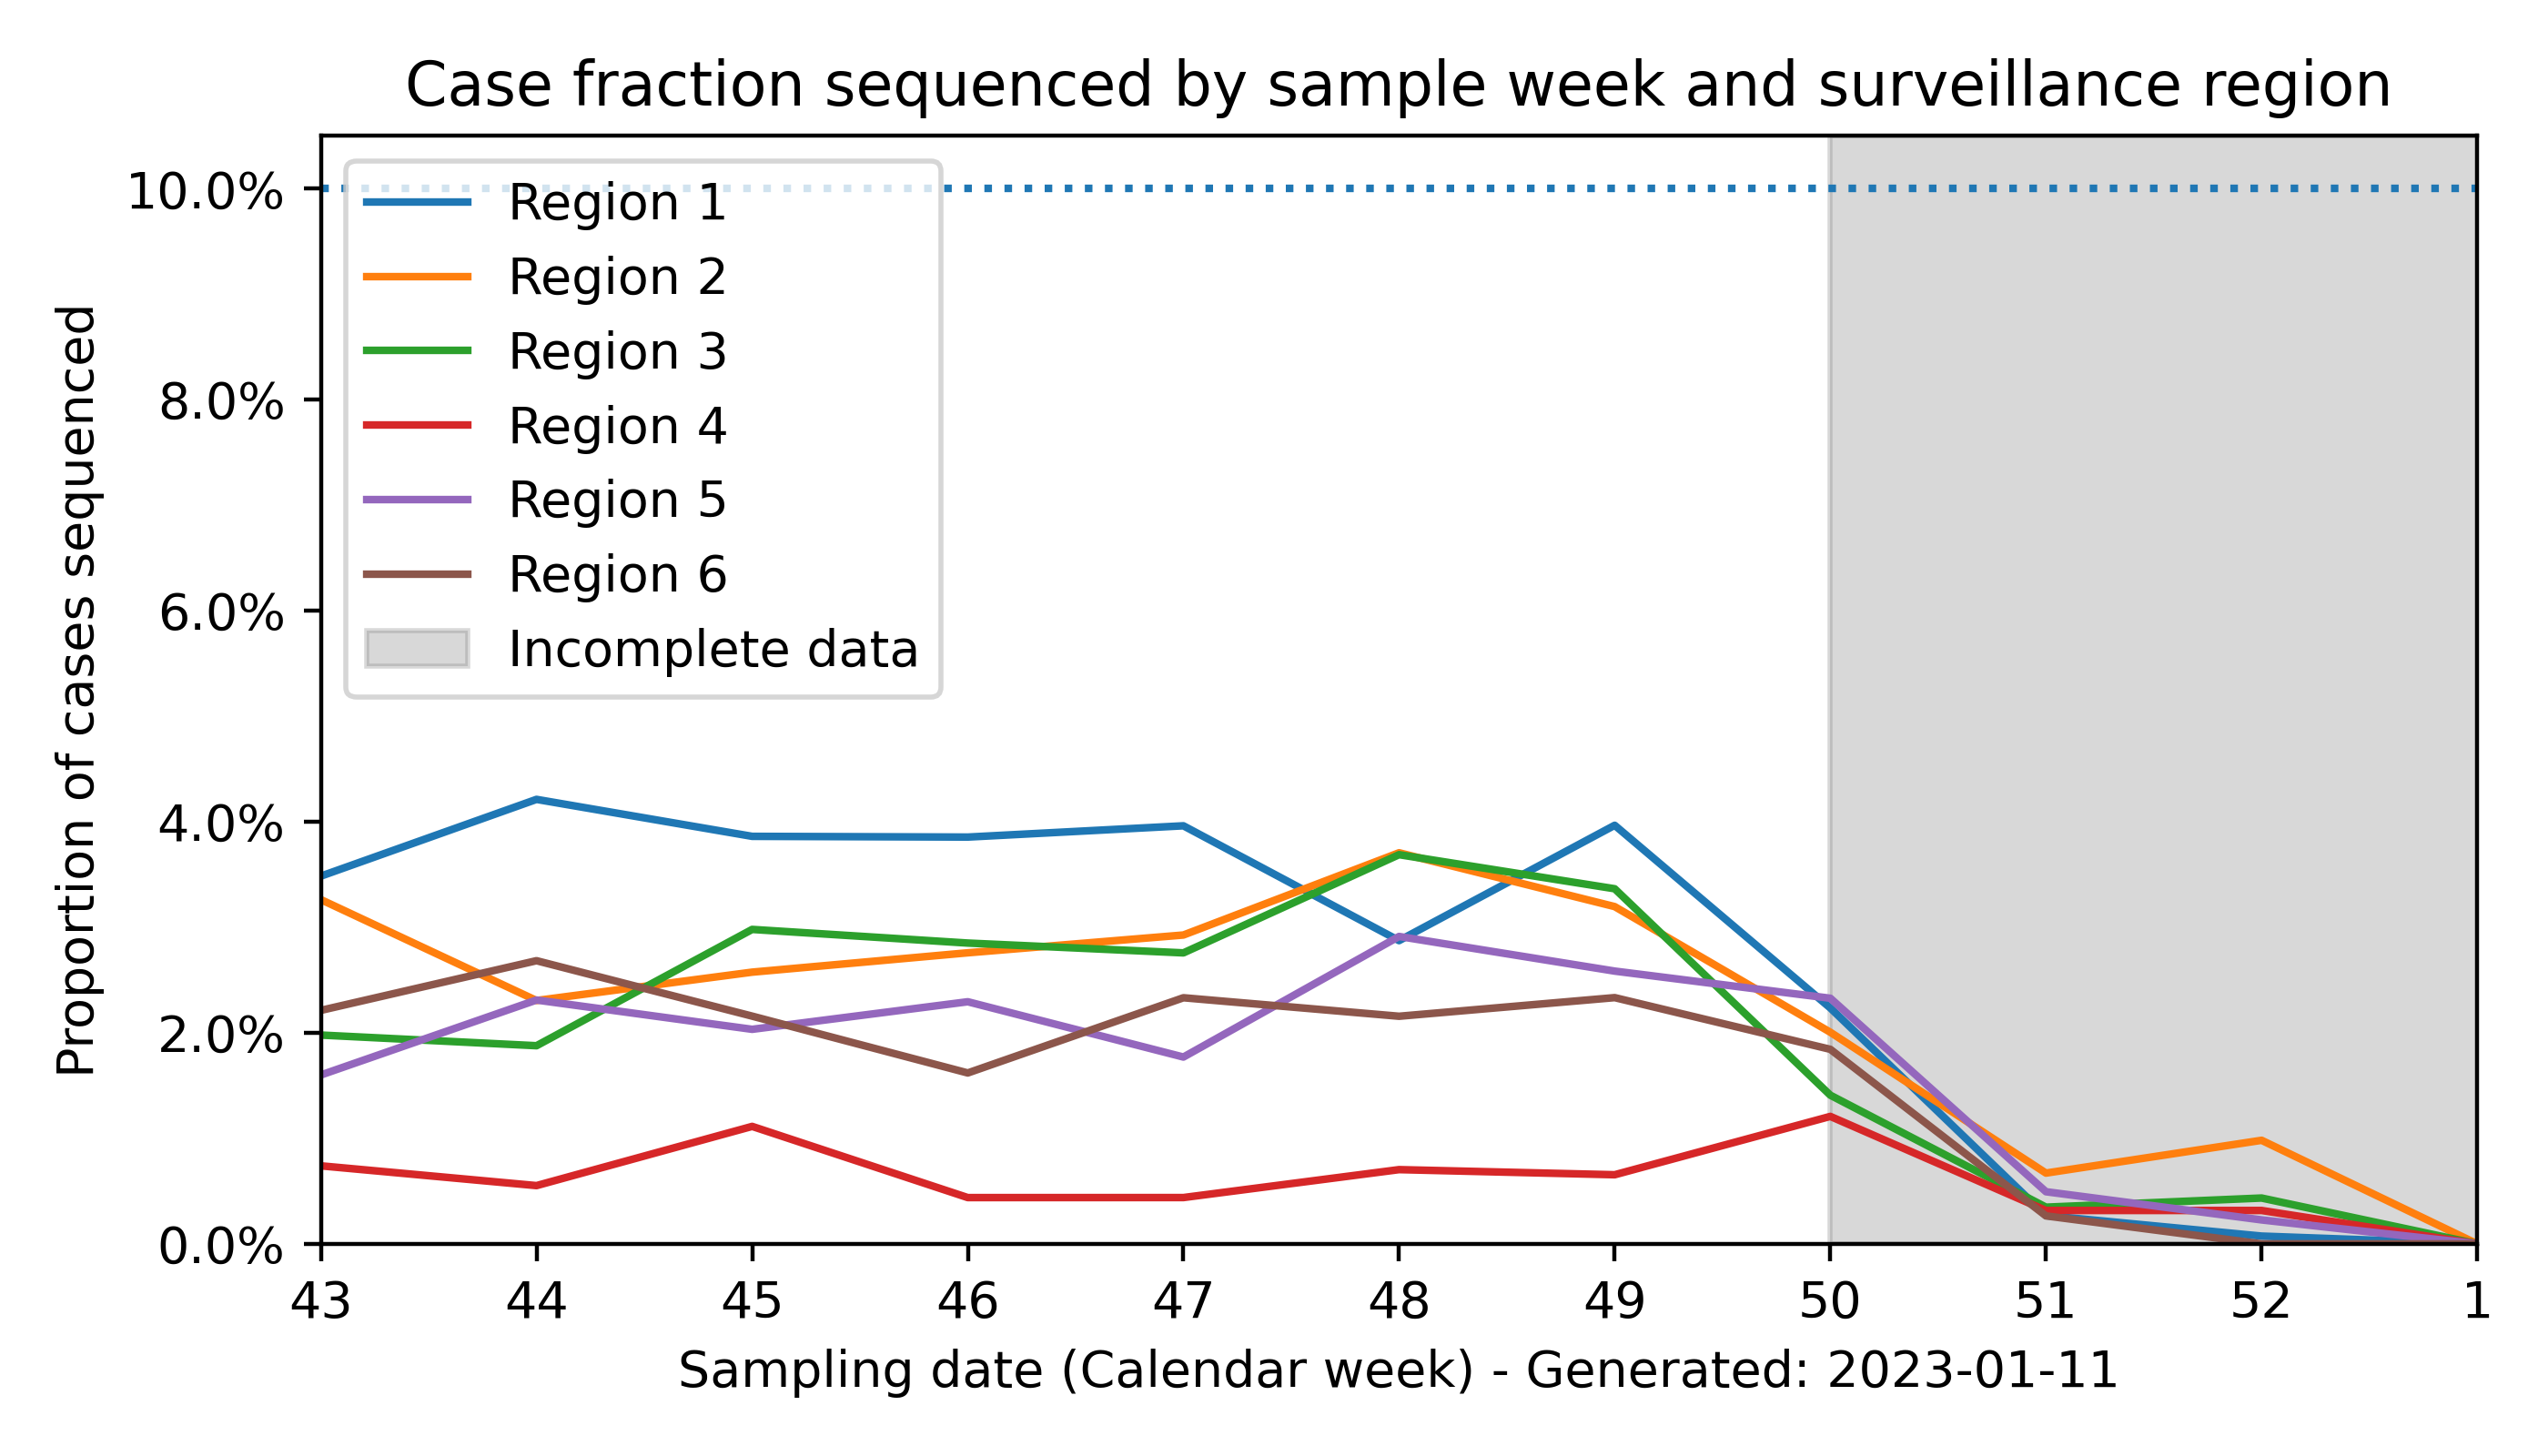 Case fraction sequenced by sample week and surveillance region
10.0%
8.0%
6.0%
4.0%
2.0%
0.0%
Proportion of cases sequenced
Region 1
Region 2
Region 3
Region 4
Region 5
Region 6
Incomplete data
43 44 45 46 47 48 49 50 51 52 1
Sampling date (Calendar week) - Generated: 2023-01-11